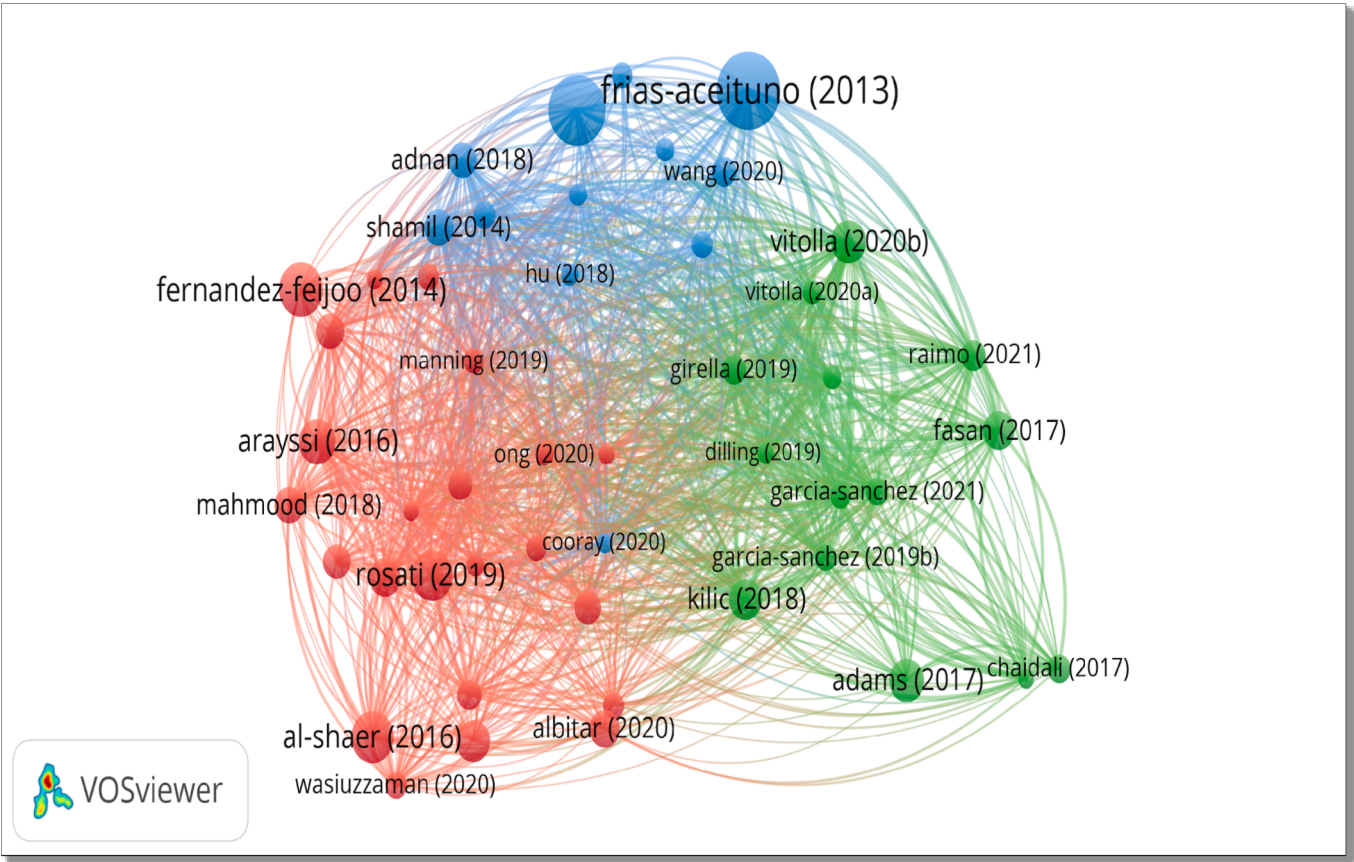 frias-aceituno (2013)
adnan (2018)
wang (2020)
shamil (2014)
vitolla (2020b)
hu (2018)
fernandez-feijoo (2014)
vitolla (2020a)
manning (2019)
girella (2019)
raimo (2021)
arayssi (2016)
ong (2020)
dilling (2019)
fasan (2017)
mahmood (2018)
garcia-sanchez (2021)
cooray (2020)
garcia-sanchez (2019b)
rosati (2019)
kilic (2018)
adams (2017)
chaidali (2017)
al-shaer (2016)
albitar (2020)
wasiuzzaman (2020)
VOSviewer